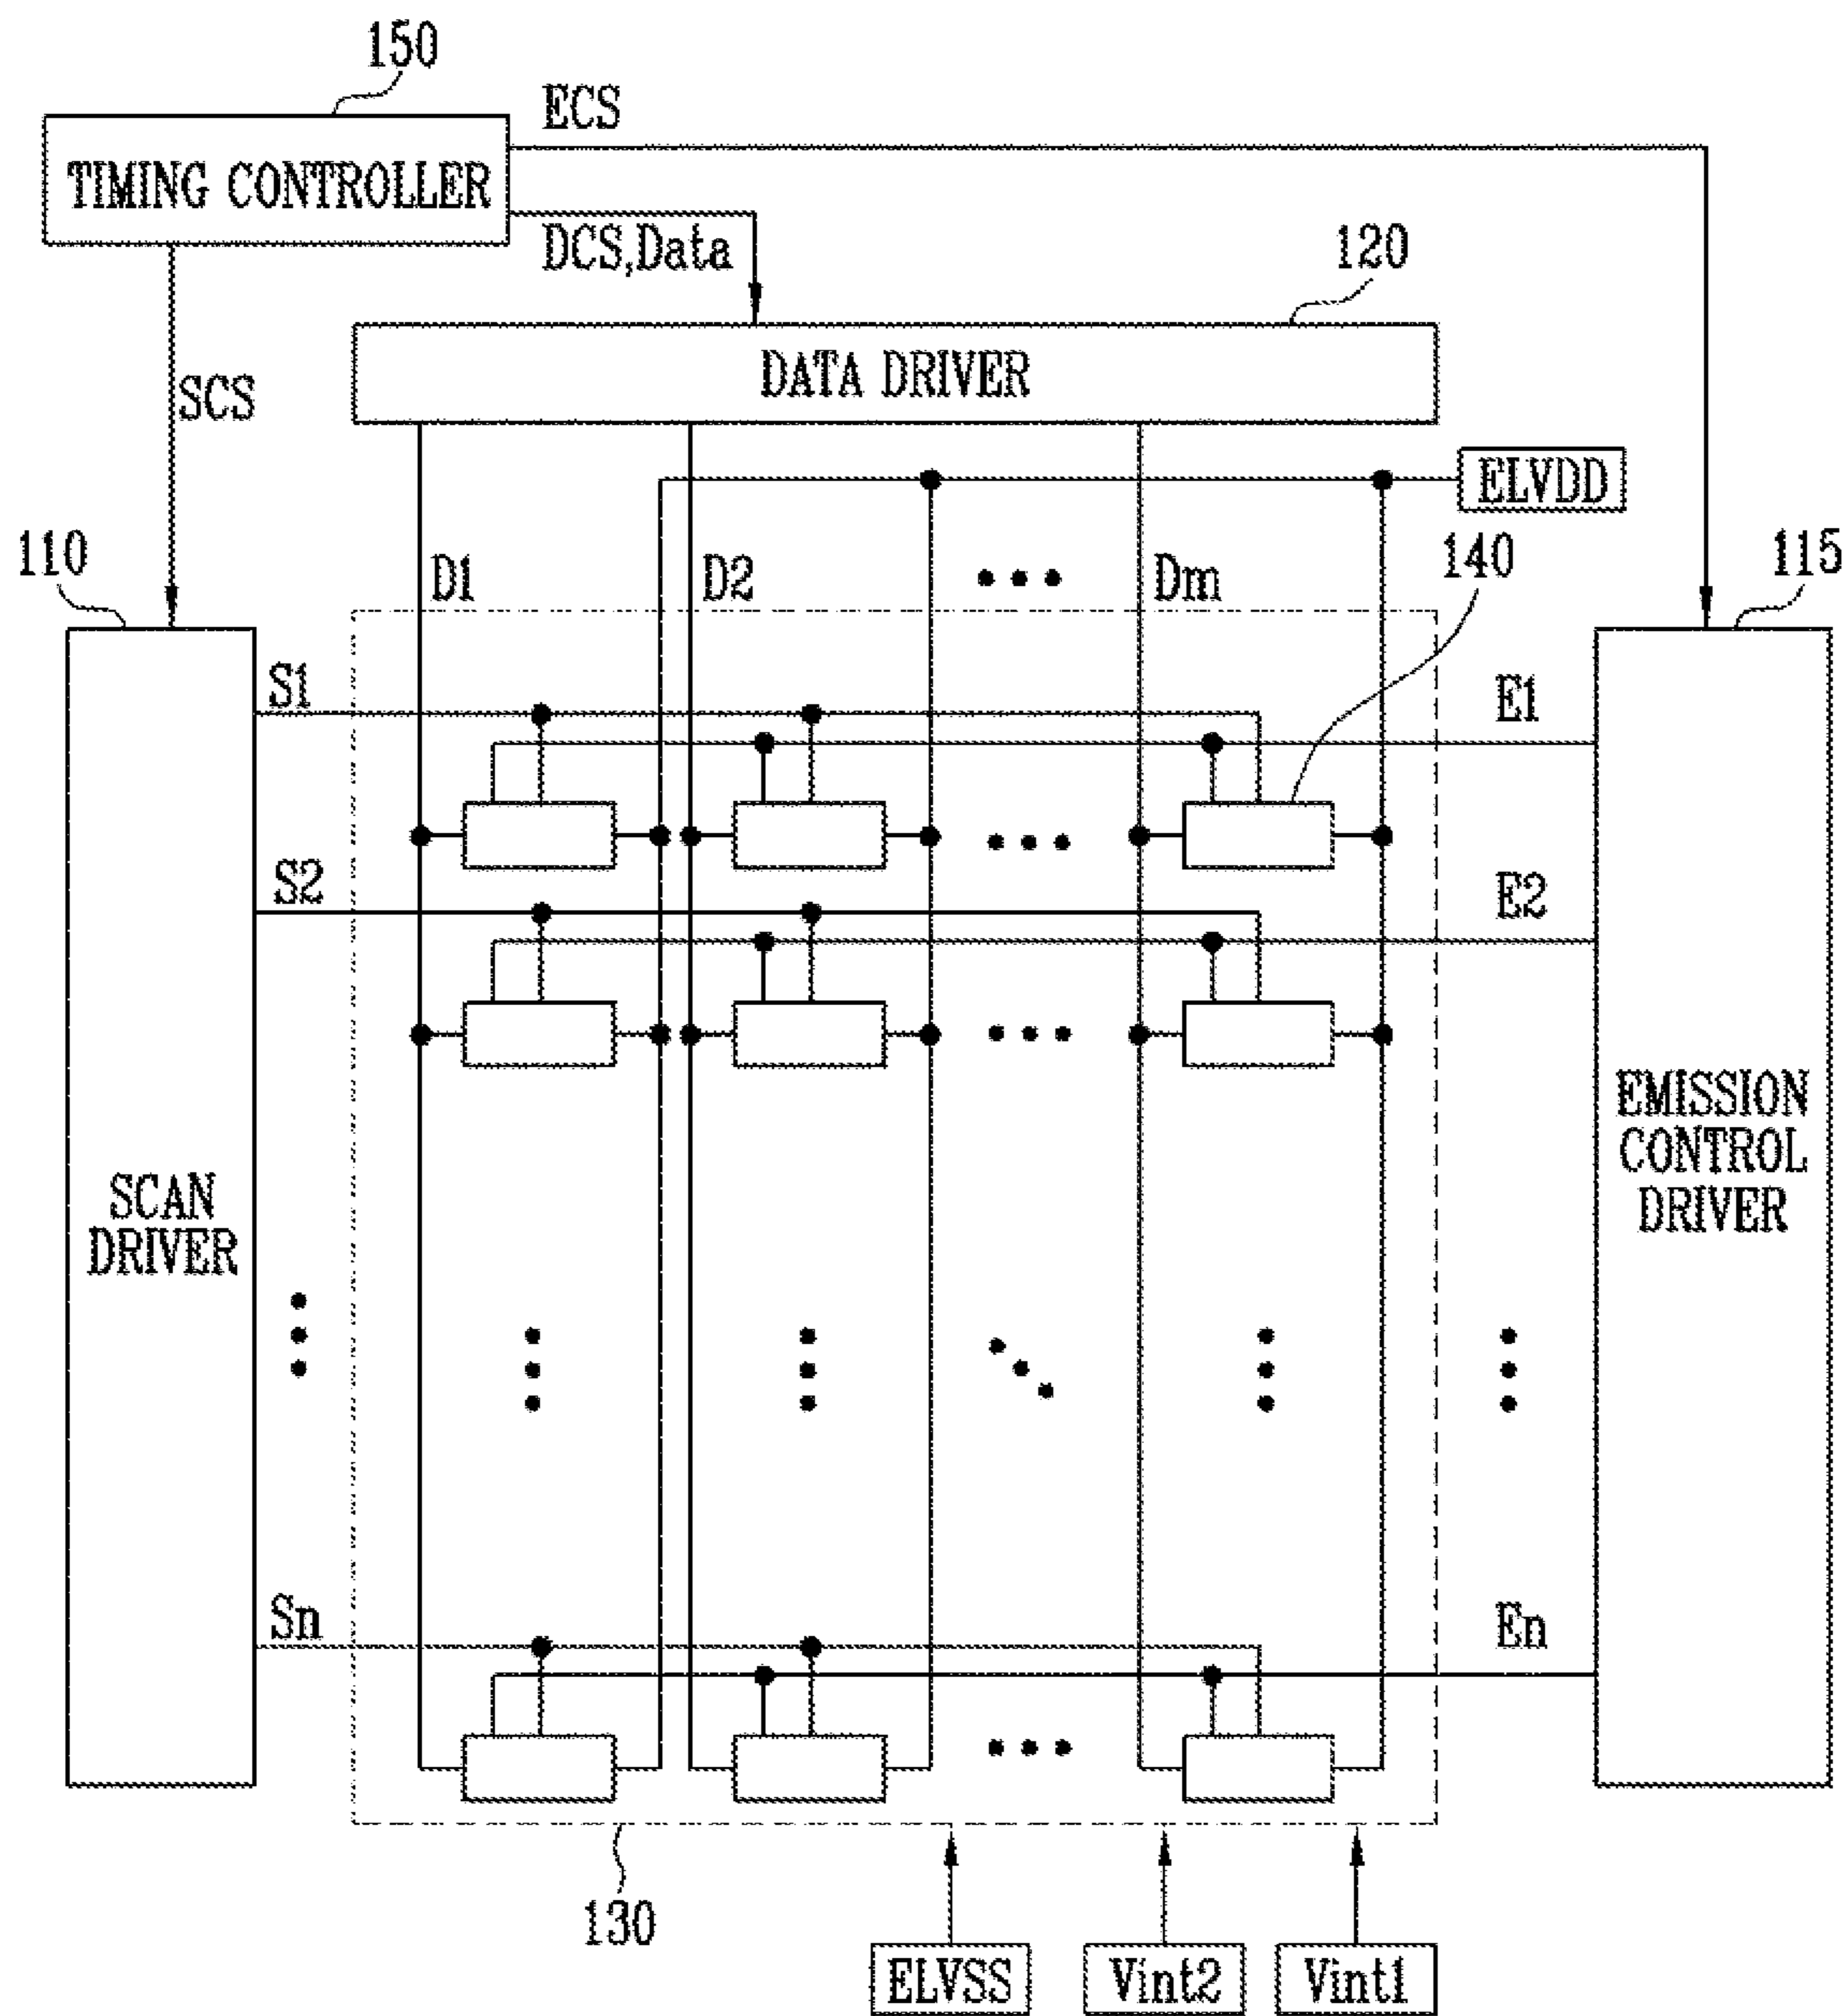 150
ECS
TIMING CONTROLLER
DCS,Data
120
SCS
DATA DRIVER
ELVDD
110
D1
D2
Dm
140
115
S1
E1
S2
E2
SCAN
DRIVER
EMISSION
CONTROL
DRIVER
Sn
En
130
ELVSS
Vint2
Vint1